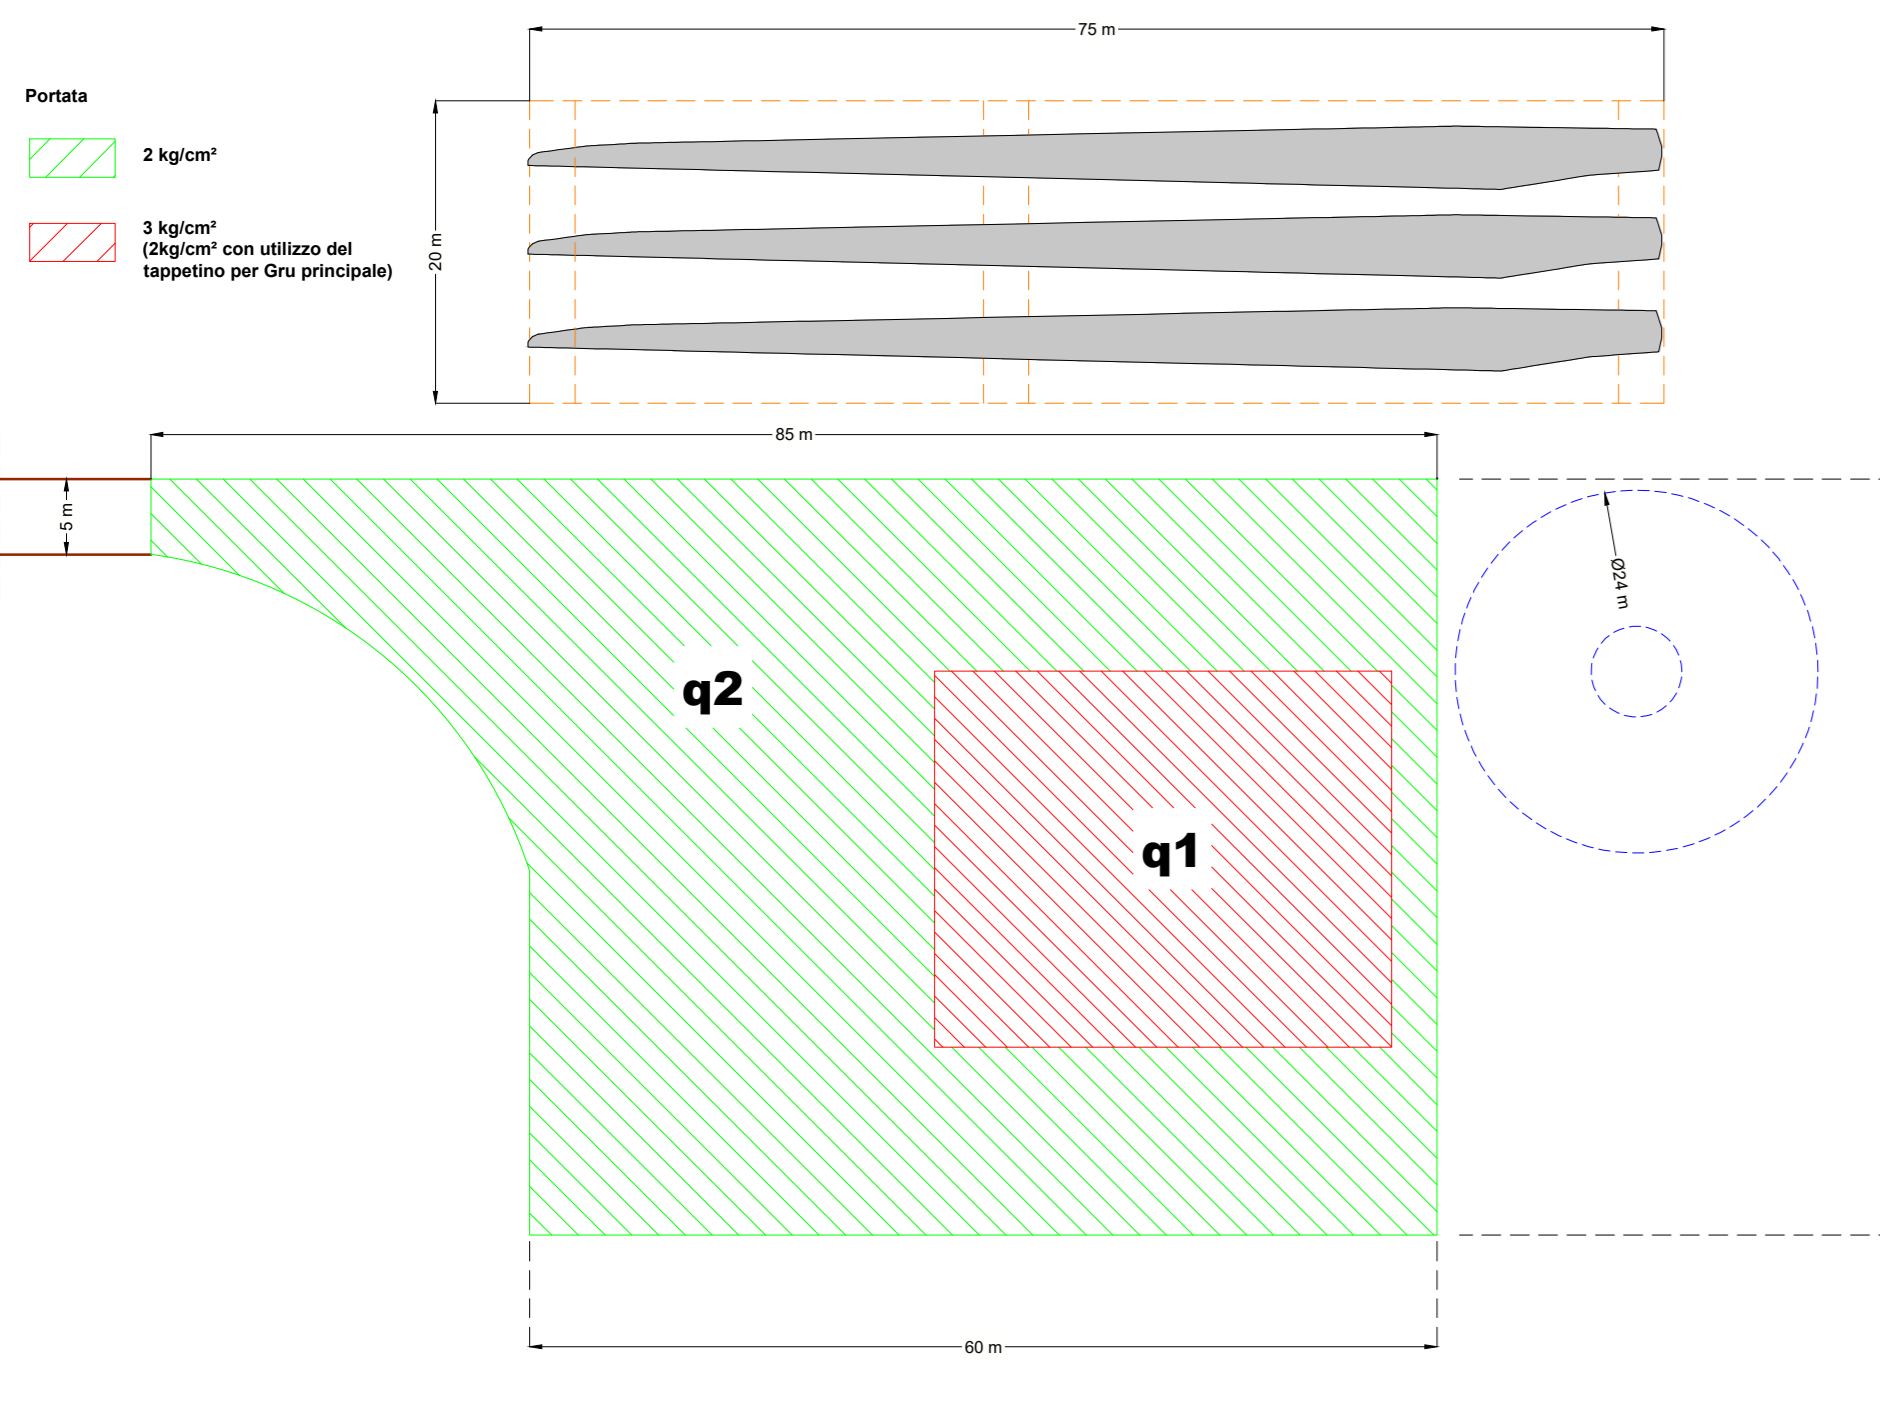 75 m
Portata
2 kg/cm²
3 kg/cm²
(2kg/cm² con utilizzo del
tappetino per Gru principale)
20 m
85 m
5 m
Ø24 m
q2
q1
60 m